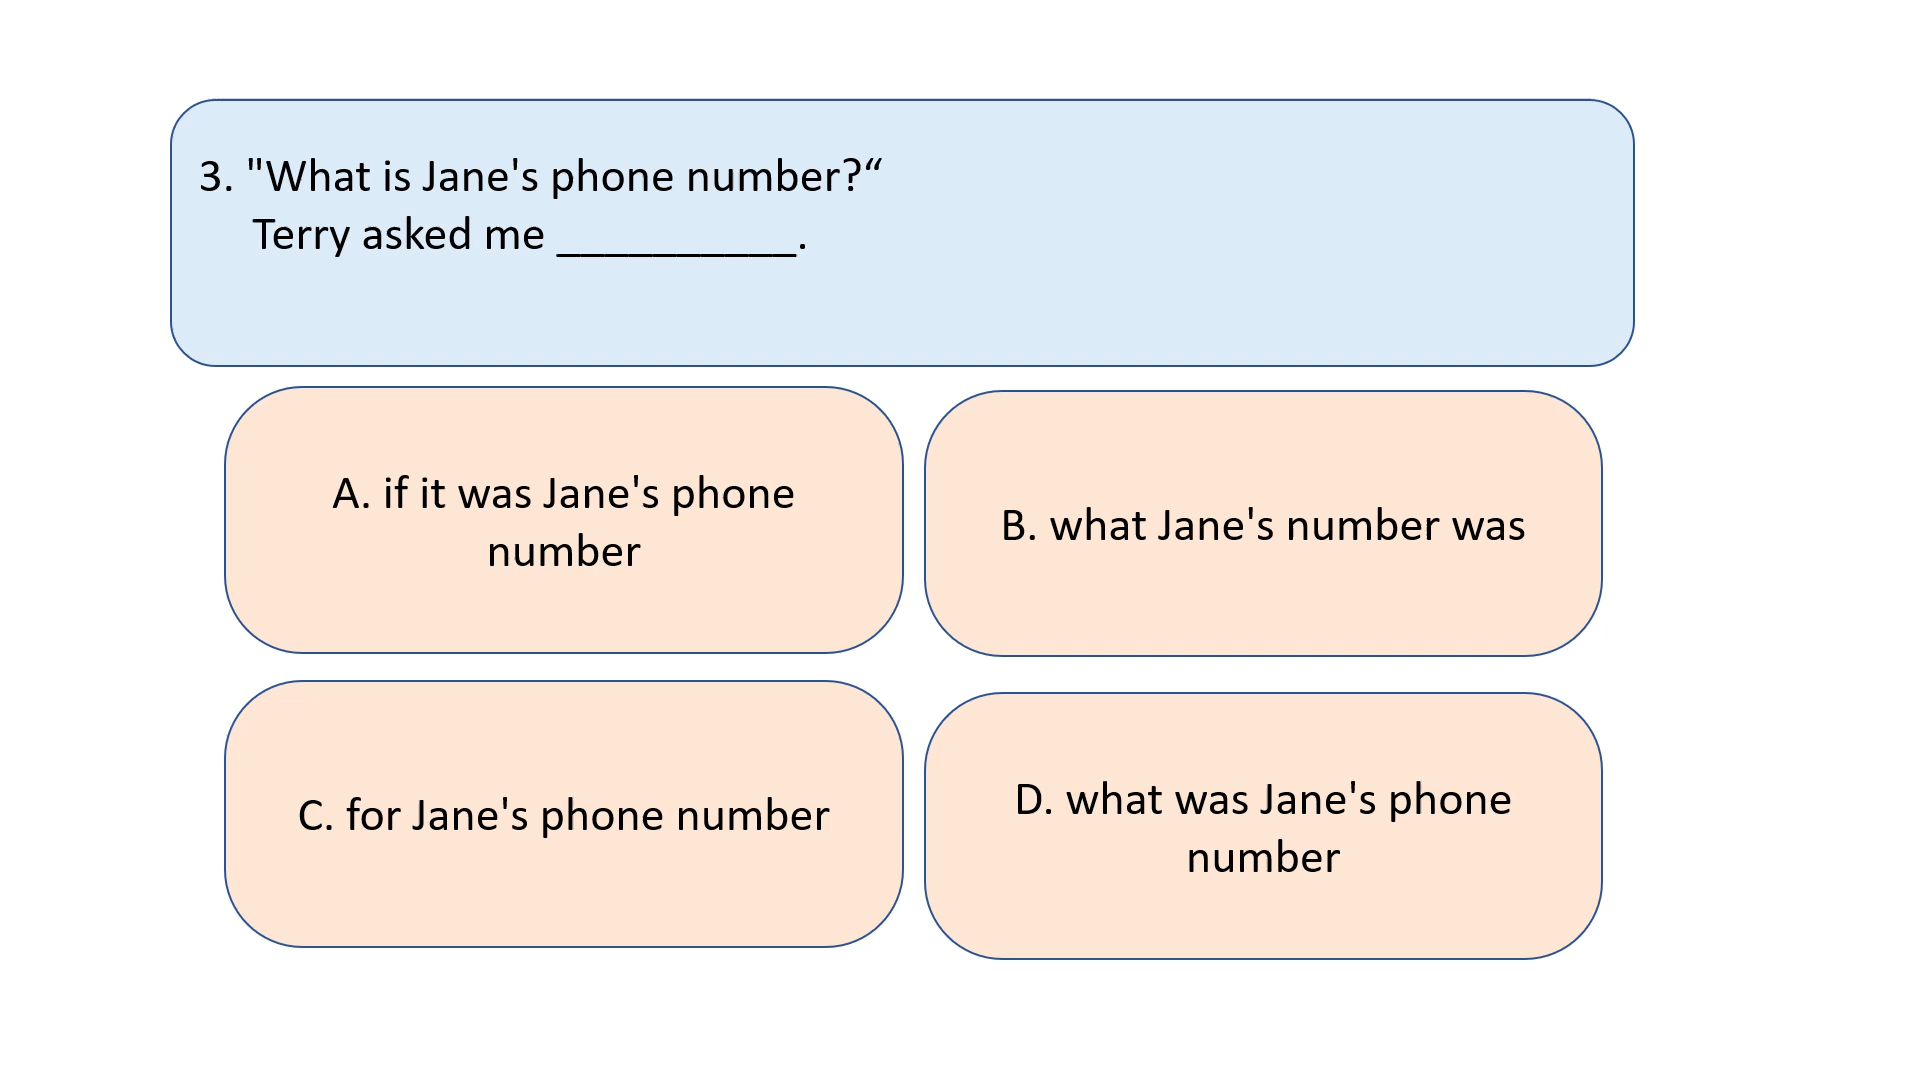 3. "What is Jane's phone number?“
Terry asked me __________.
A. if it was Jane's phone
number
B. what Jane's number was
C. for Jane's phone number
D. what was Jane's phone
number